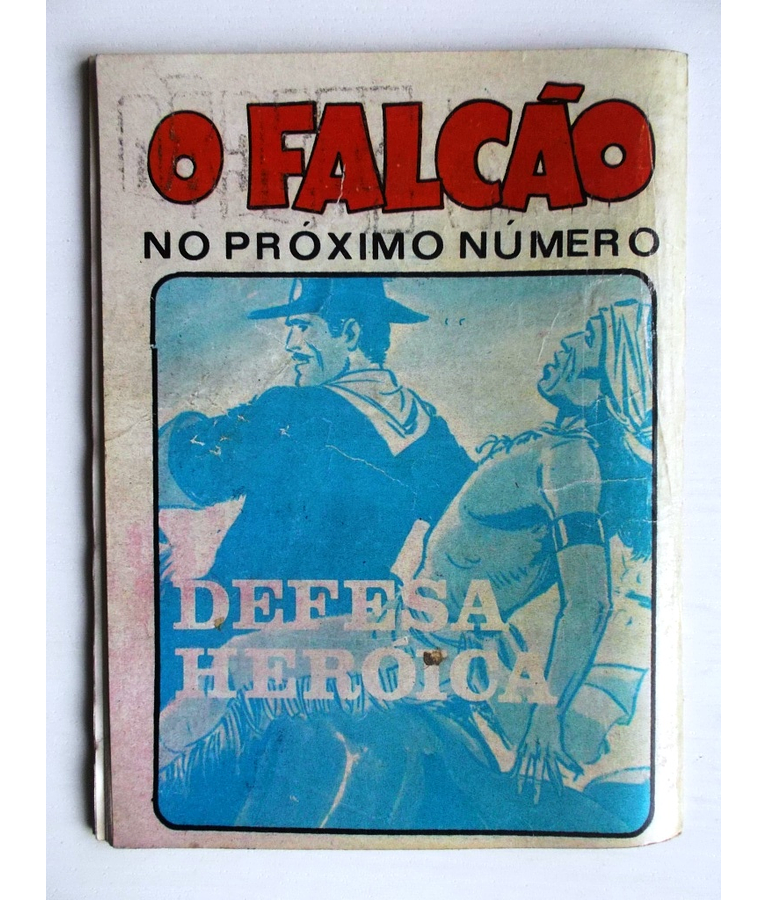 O FALCÃO
NO PRÓXIMO NÚMERO
DEFESA
HERÓICA